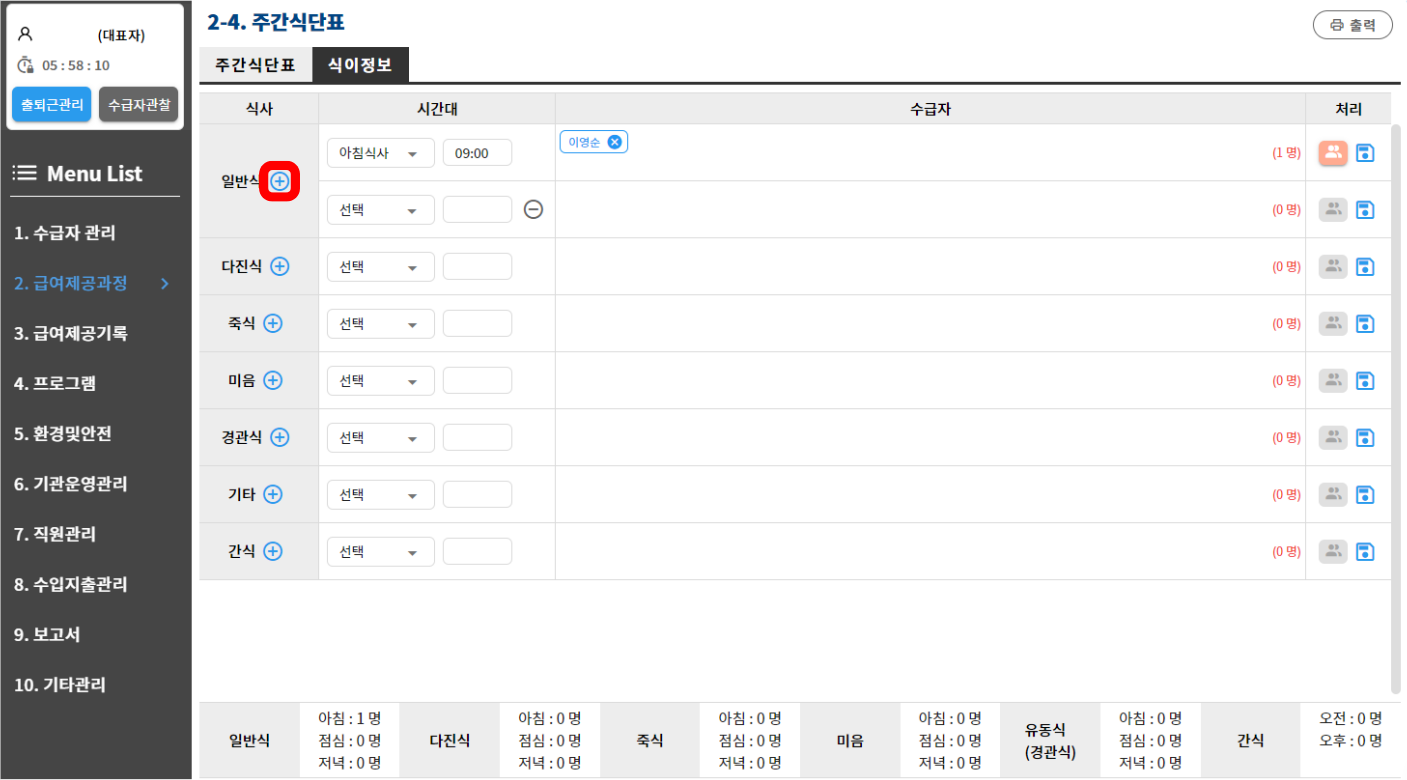 (대표자)
05 : 58 : 10
출퇴근관리 수급자관찰
Menu List
1. 수급자 관리
2. 급여제공과정
3. 급여제공기록
4. 프로그램
5. 환경및안전
6. 기관운영관리
7. 직원관리
8. 수입지출관리
9. 보고서
10. 기타관리
2-4. 주간식단표
출력
주간식단표 식이정보
식사 시간대 수급자 처리
일반식 아침식사 09:00 이영순 (1 명)
선택 (0 명)
다진식 선택 (0 명)
죽식 선택 (0 명)
미음 선택 (0 명)
경관식 선택 (0 명)
기타 선택 (0 명)
간식 선택 (0 명)
일반식
아침 : 1 명
점심 : 0 명
저녁 : 0 명
다진식
아침 : 0 명
점심 : 0 명
저녁 : 0 명
죽식
아침 : 0 명
점심 : 0 명
저녁 : 0 명
미음
아침 : 0 명
점심 : 0 명
저녁 : 0 명
유동식
(경관식)
아침 : 0 명
점심 : 0 명
저녁 : 0 명
간식
오전 : 0 명
오후 : 0 명